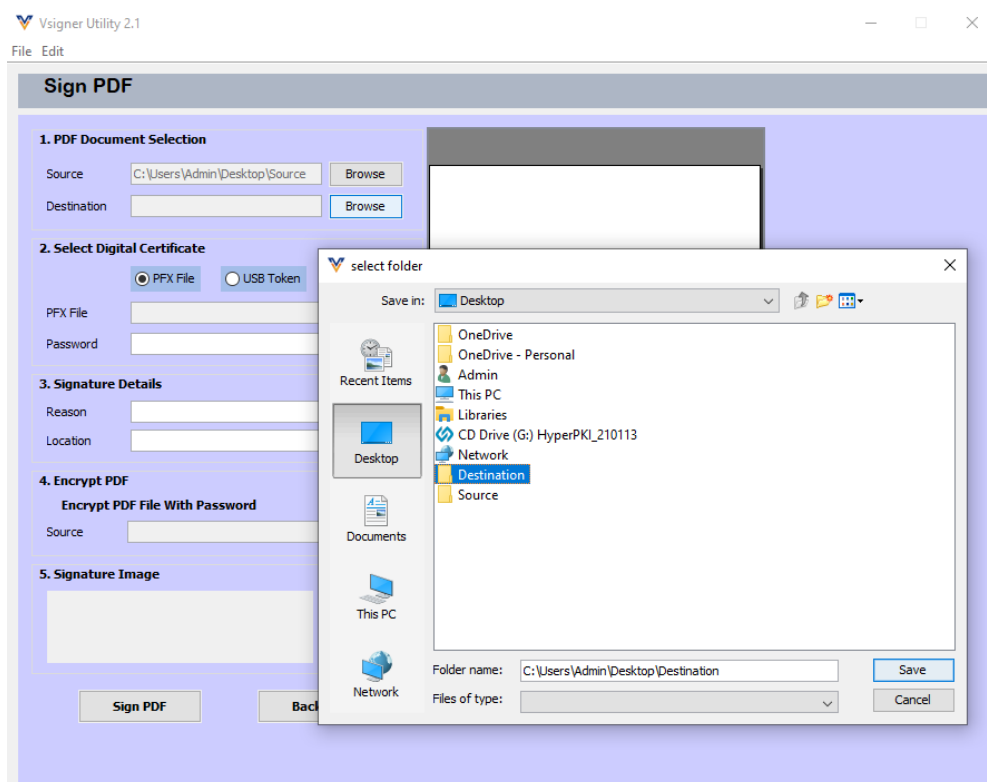 Vsigner Utility 2.1
File Edit
Sign PDF
1. PDF Document Selection
Source C:\Users\Admin\Desktop\Source Browse
Destination Browse
2. Select Digital Certificate
PFX File USB Token
PFX File
Password
3. Signature Details
Reason
Location
4. Encrypt PDF
Encrypt PDF File With Password
Source
5. Signature Image
Sign PDF Back
select folder
Save in: Desktop
Recent Items
Desktop
Documents
This PC
Network
OneDrive
OneDrive - Personal
Admin
This PC
Libraries
CD Drive (G:) HyperPKI_210113
Network
Destination
Source
Folder name: C:\Users\Admin\Desktop\Destination Save
Files of type: Cancel